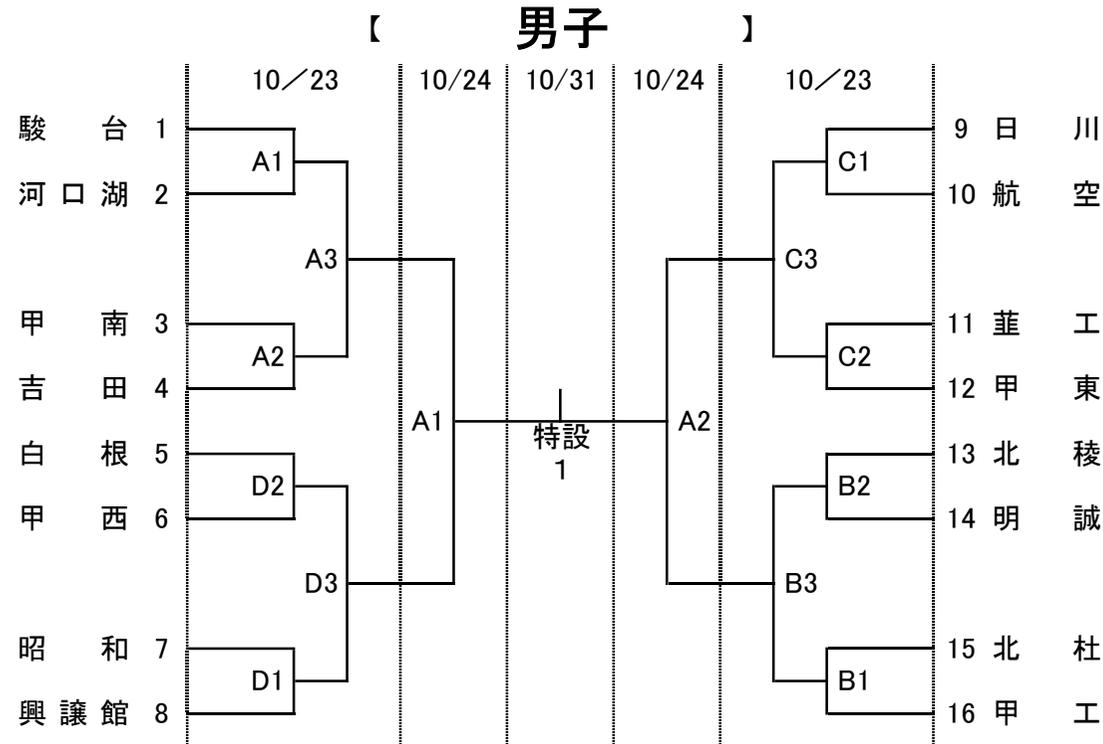 【 男子 】
10／23 10/24 10/31 10/24 10／23
駿台 1 9 日川
A1 C1
河口湖 2 10 航空
A3 C3
甲南 3 11 韮工
A2 C2
吉田 4 12 甲東
A1 A2
特設
白根 5 13 北稜
1
D2 B2
甲西 6 14 明誠
D3 B3
昭和 7 15 北杜
D1 B1
興譲館 8 16 甲工